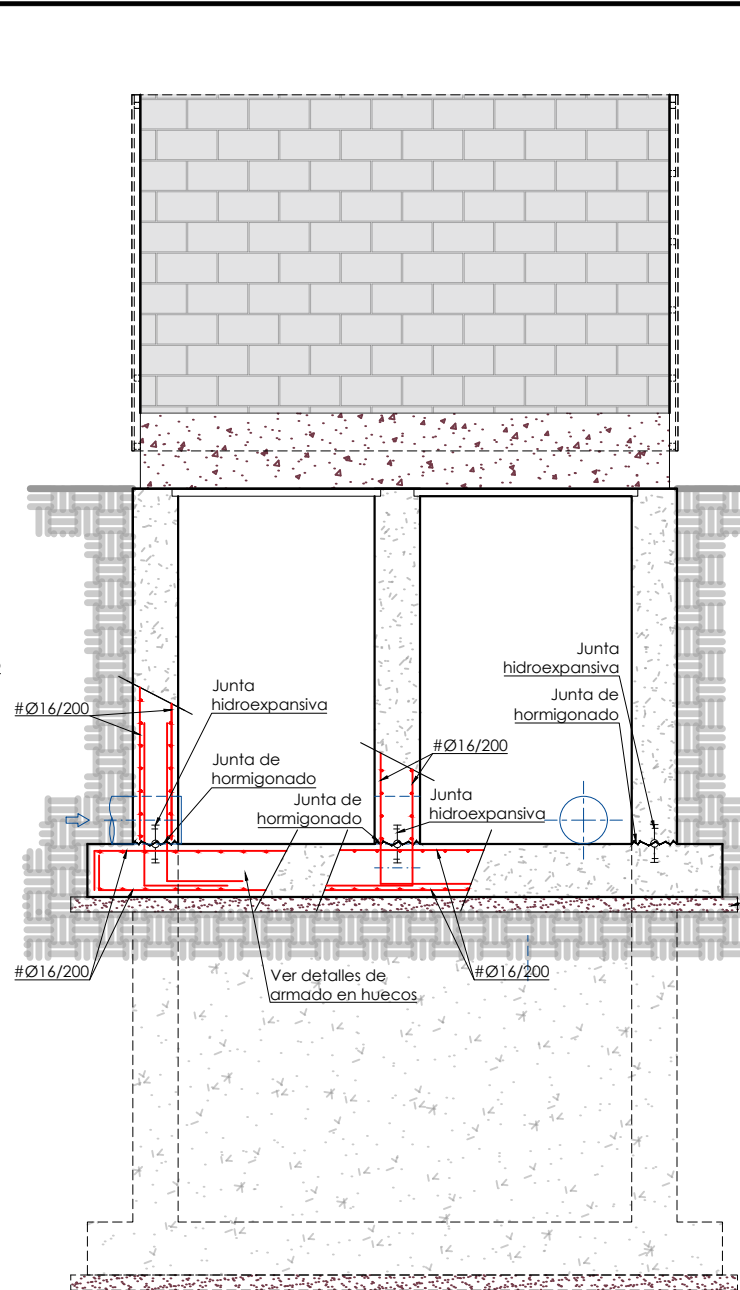 Junta
hidroexpansiva
Junta de
hormigonado
Junta
hidroexpansiva
#Ø16/200
#Ø16/200
Junta de
hormigonado
Junta de
hormigonado
Junta
hidroexpansiva
#Ø16/200
Ver detalles de
armado en huecos
#Ø16/200